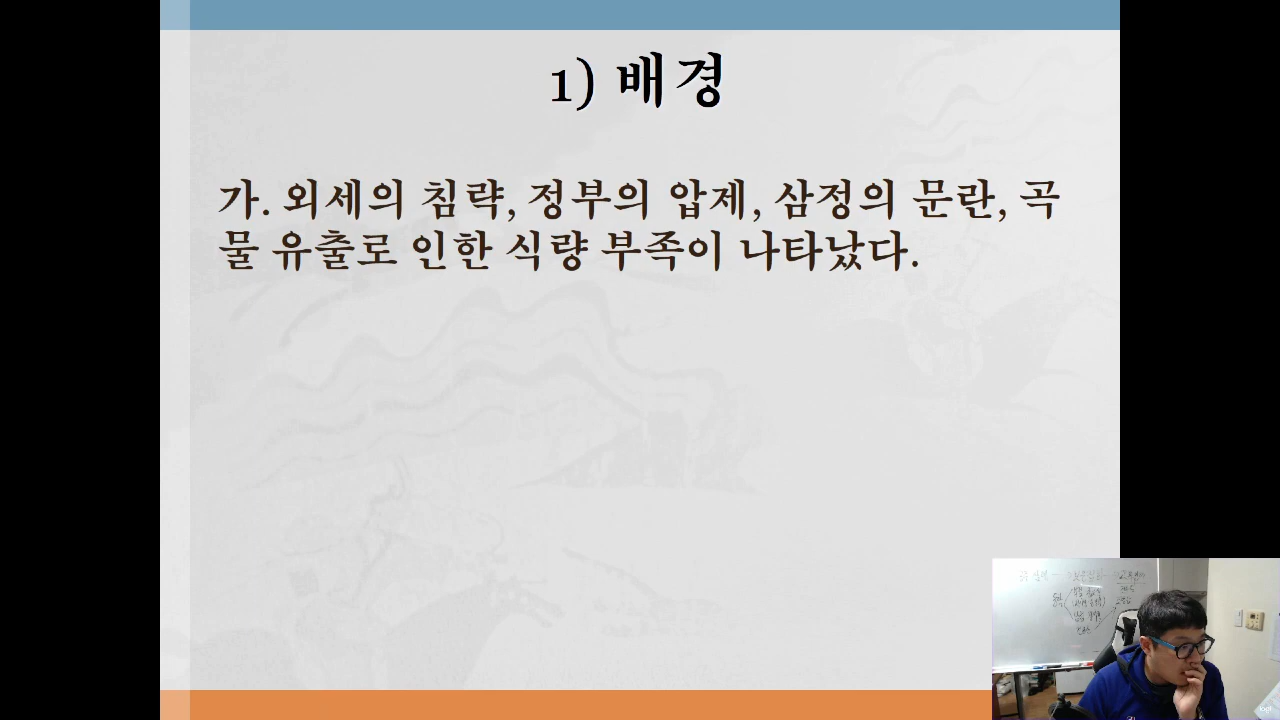 1) 배경
가. 외세의 침략, 정부의 압제, 삼정의 문란, 곡
물 유출로 인한 식량 부족이 나타났다.